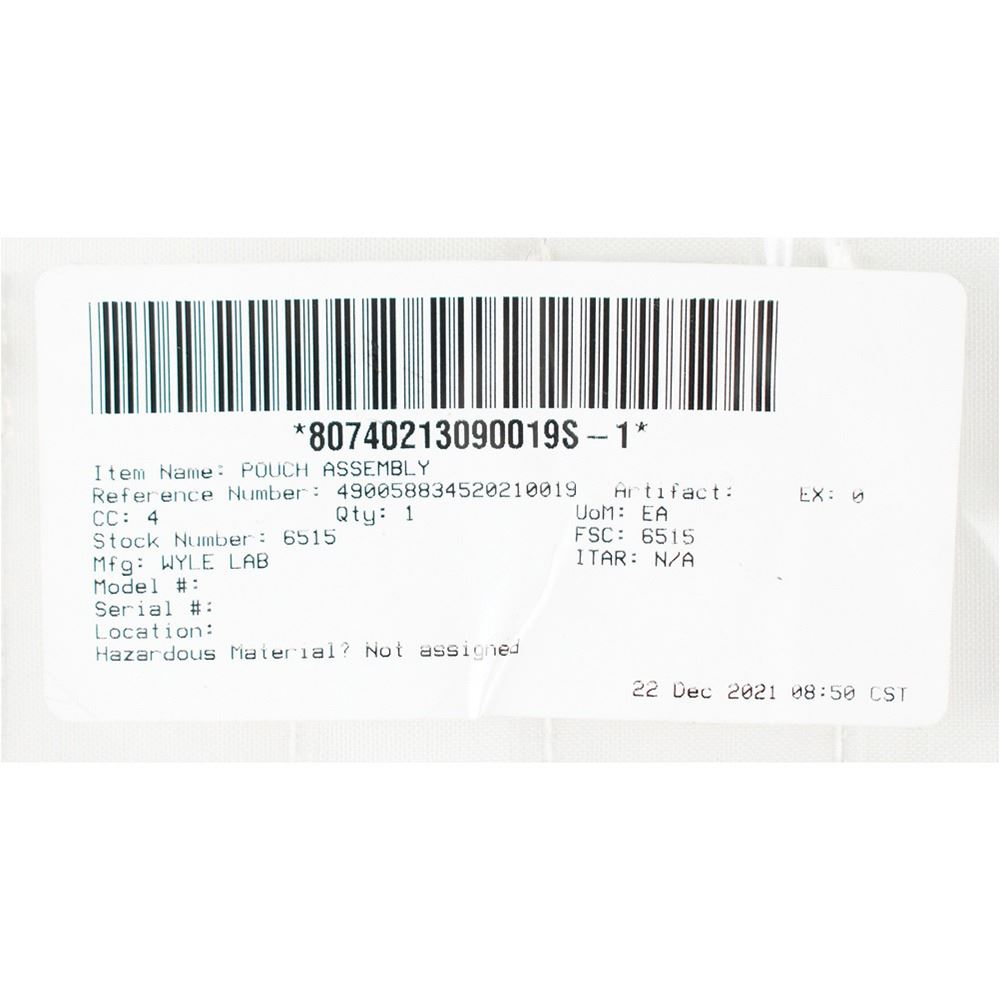 *80740213090019S-1*
Item Name: POUCH ASSEMBLY
Reference Number: 490058834520210019 Artifact: EX: 0
CC: 4 Qty: 1 UoM: EA
Stock Number: 6515 FSC: 6515
Mfg: WYLE LAB ITAR: N/A
Model #:
Serial #:
Location:
Hazardous Material? Not assigned
22 Dec 2021 08:50 CST